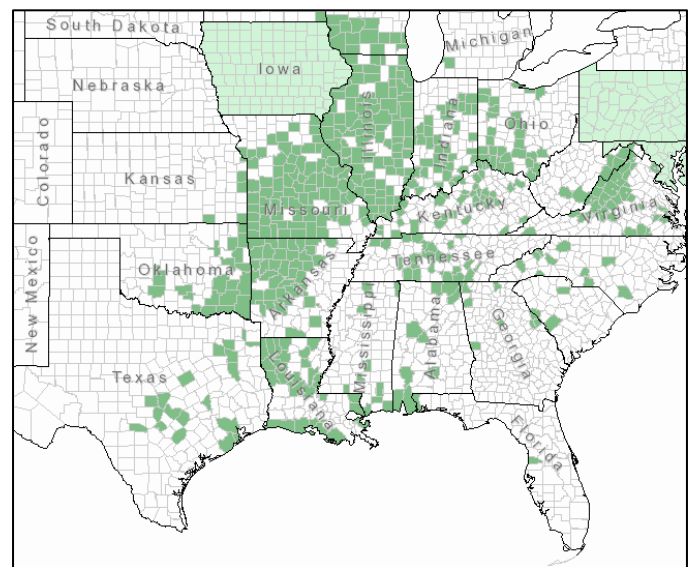 South Dakota
Michigan
Nebraska
Iowa
Colorado
Illinois
Indiana
Ohio
Kansas
Missouri
Kentucky
Virginia
New Mexico
Oklahoma
Arkansas
Tennessee
Texas
Louisiana
Mississippi
Alabama
Georgia
Florida